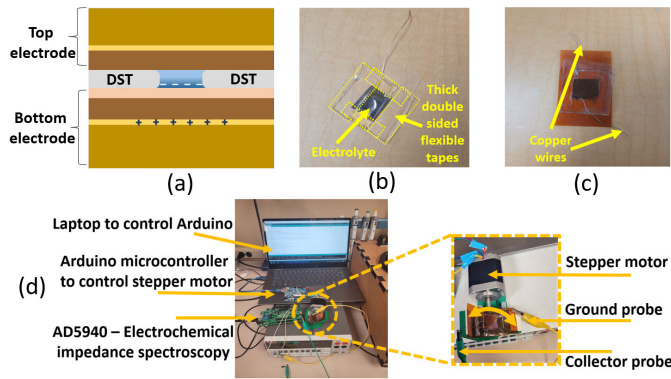 Top
electrode
DST
DST
Bottom
electrode
+ + + + + +
(a)
Electrolyte
Thick
double
sided
flexible
tapes
(b)
Copper
wires
(c)
(d)
Laptop to control Arduino
Arduino microcontroller
to control stepper motor
AD5940 – Electrochemical
impedance spectroscopy
Stepper motor
Ground probe
Collector probe